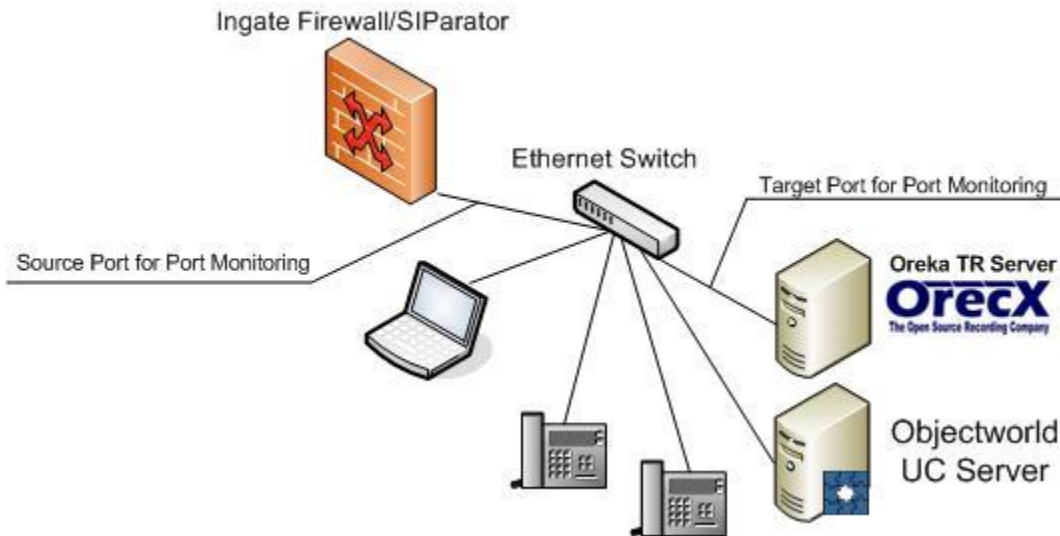 Ingate Firewall/SIParator
Ethernet Switch
Target Port for Port Monitoring
Source Port for Port Monitoring
Oreka TR Server
OrecX
The Open Source Recording Company
Objectworld
UC Server